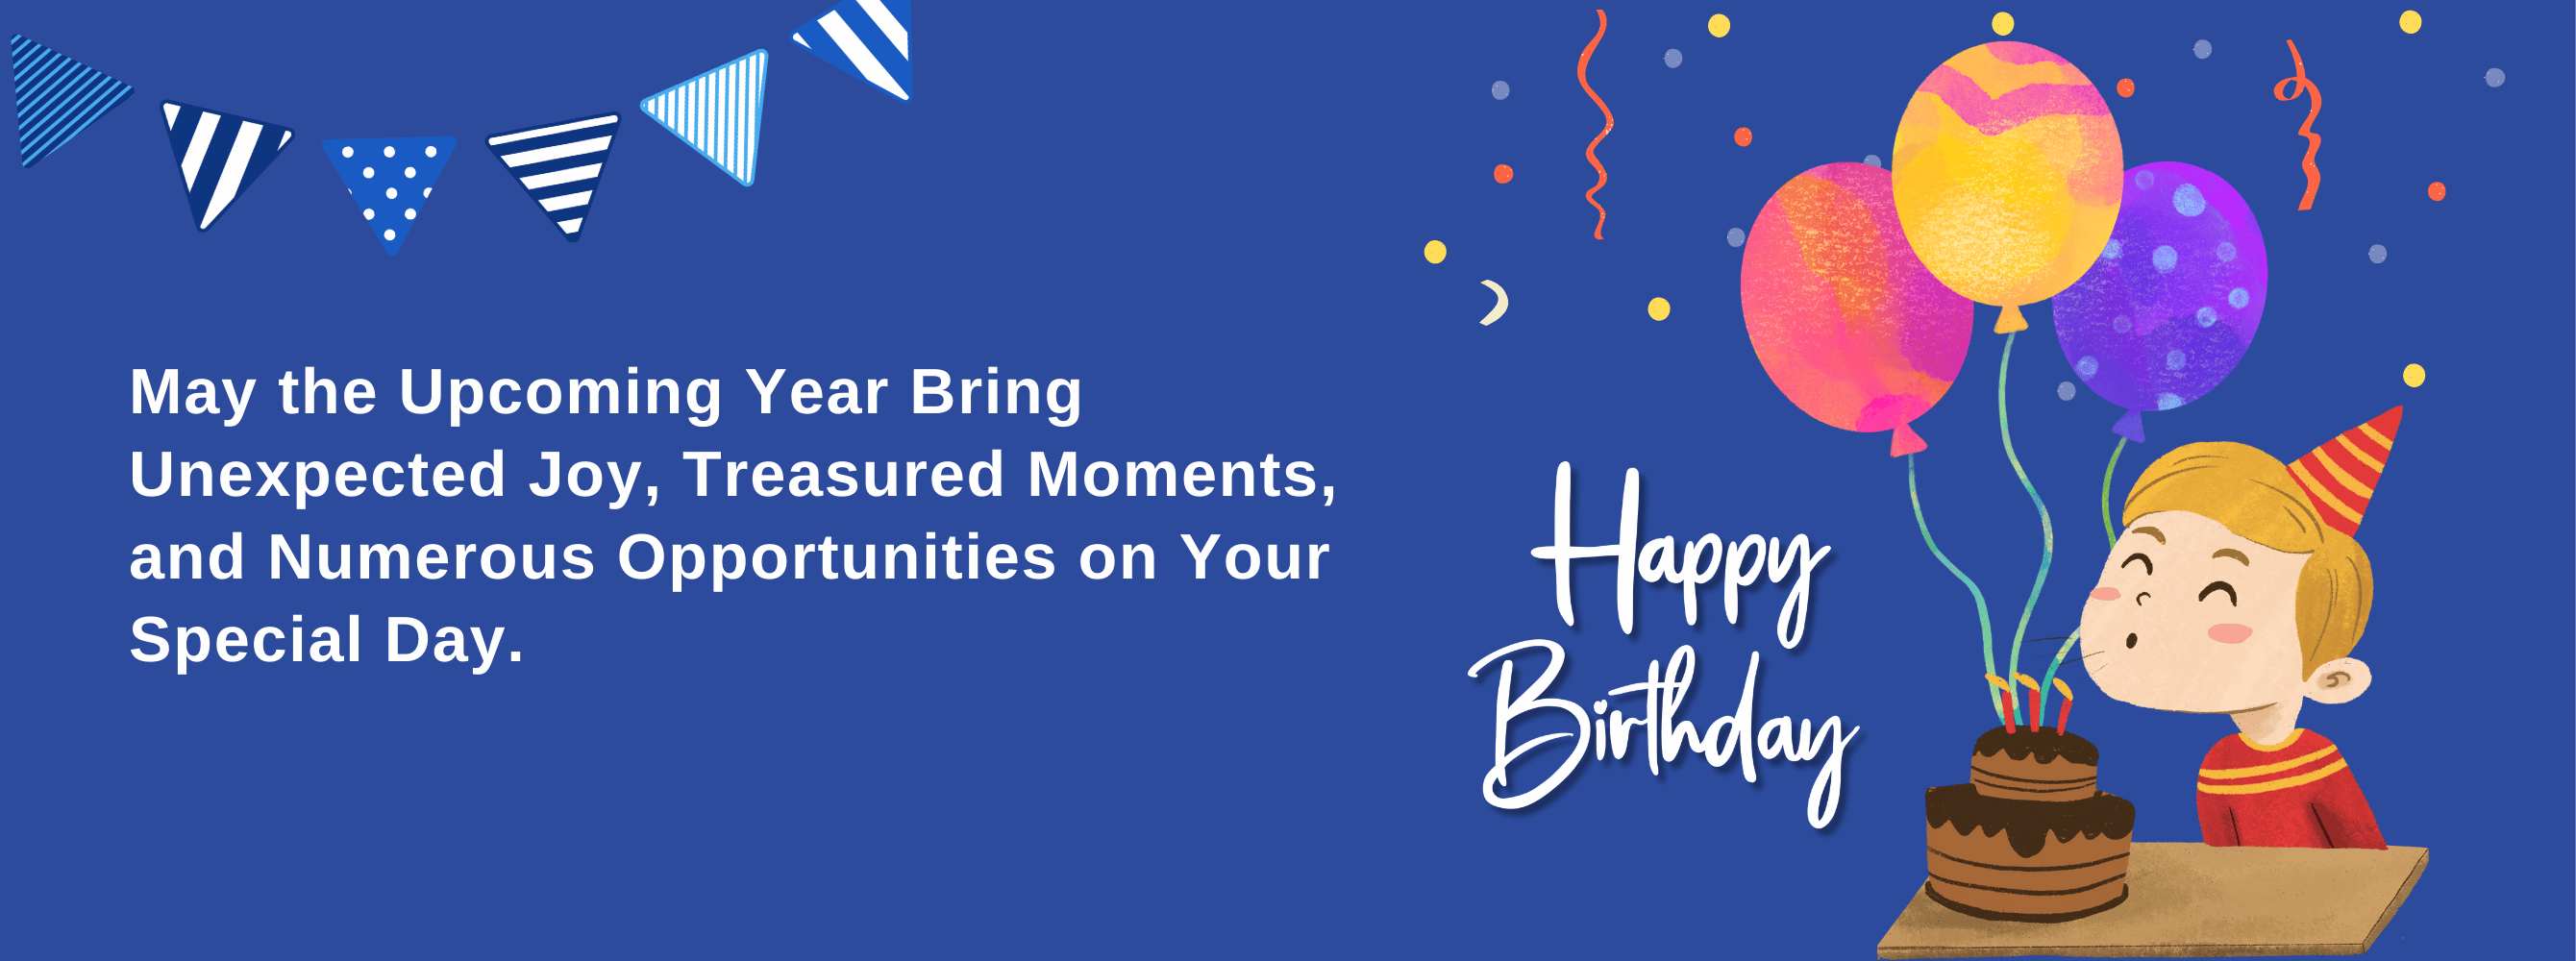 May the Upcoming Year Bring
Unexpected Joy, Treasured Moments,
and Numerous Opportunities on Your
Special Day.
Happy
Birthday